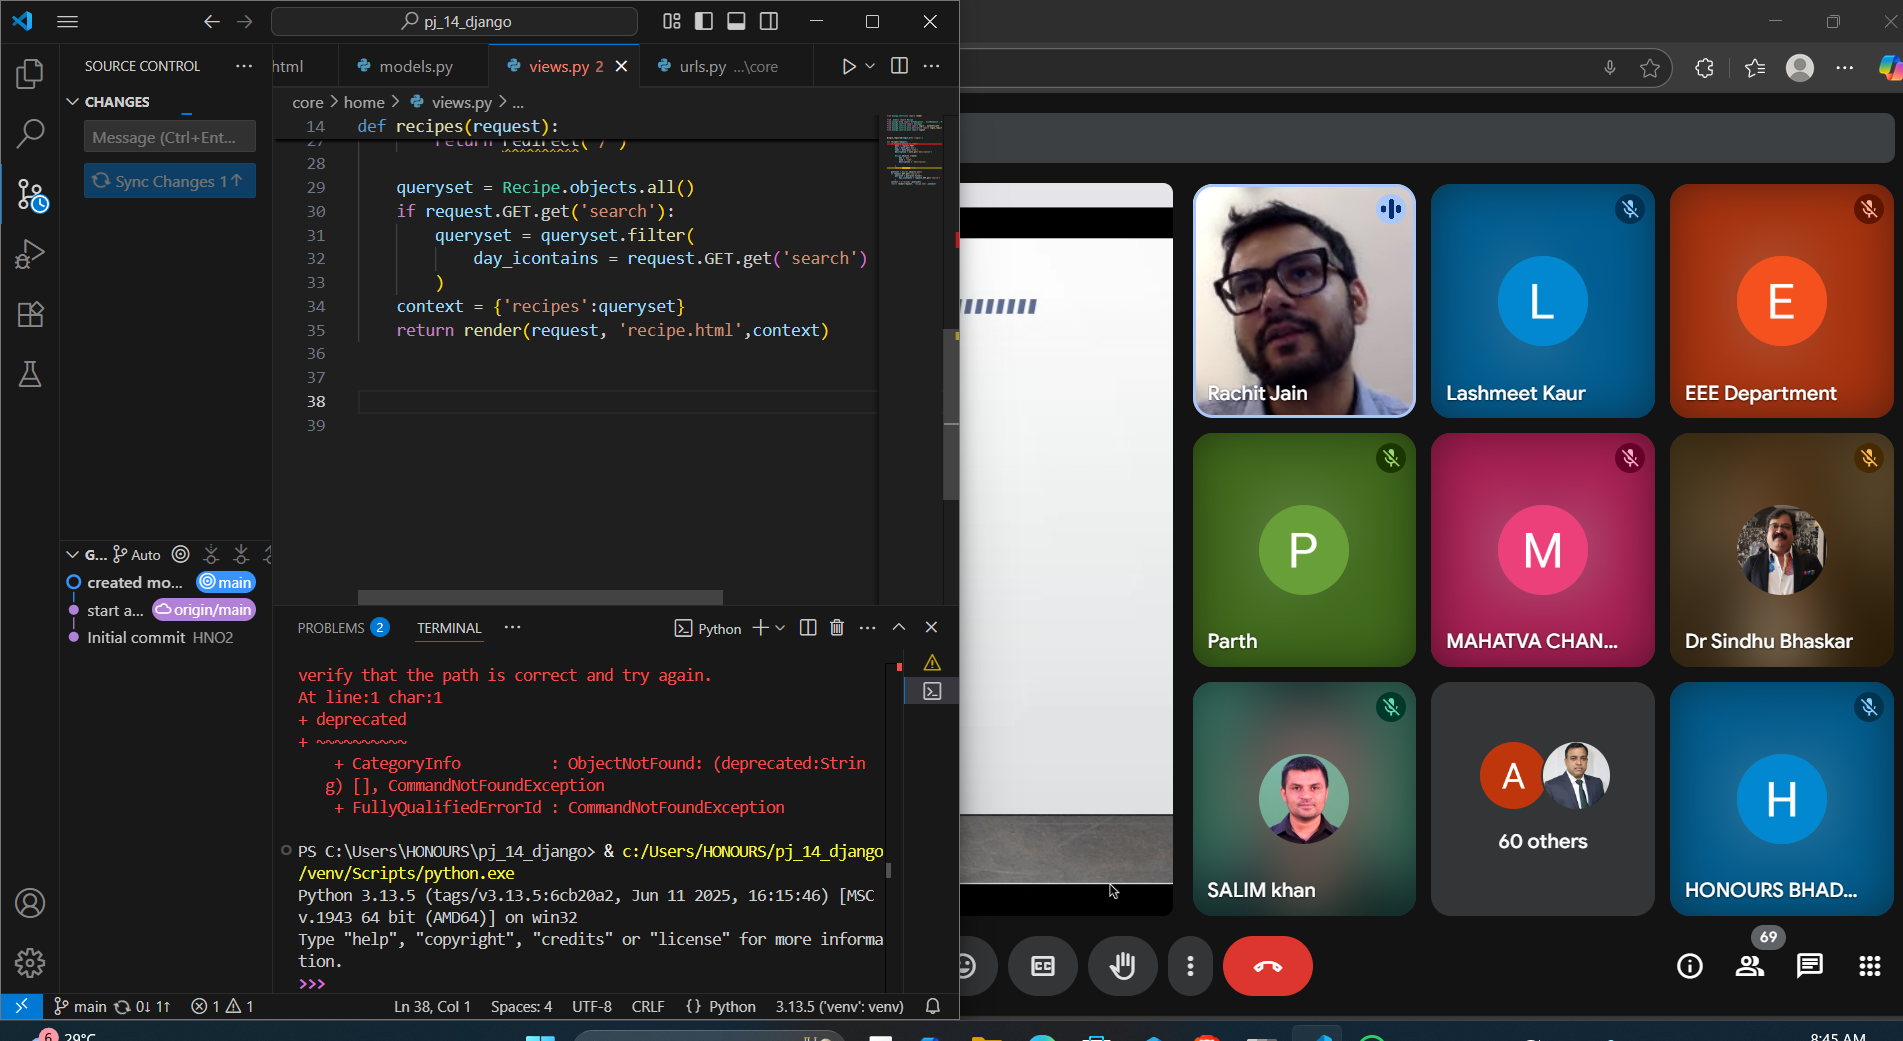 pj_14_django
SOURCE CONTROL
html
models.py
views.py 2
urls.py ...\core
CHANGES
core > home > views.py > ...
Message (Ctrl+Ent...
Sync Changes 1↑
14 def recipes(request):
27 return redirect('/')
28
29 queryset = Recipe.objects.all()
30 if request.GET.get('search'):
31 queryset = queryset.filter(
32 day_icontains = request.GET.get('search')
33 )
34 context = {'recipes':queryset}
35 return render(request, 'recipe.html',context)
36
37
38
39
G... Auto
created mo... main
start a... origin/main
Initial commit HNO2
PROBLEMS 2
TERMINAL
Python
verify that the path is correct and try again.
At line:1 char:1
+ deprecated
+ ~~~~~~~~~~
+ CategoryInfo : ObjectNotFound: (deprecated:Strin
g) [], CommandNotFoundException
+ FullyQualifiedErrorId : CommandNotFoundException
PS C:\Users\HONOURS\pj_14_django> & c:/Users/HONOURS/pj_14_django
/venv/Scripts/python.exe
Python 3.13.5 (tags/v3.13.5:6cb20a2, Jun 11 2025, 16:15:46) [MSC
v.1943 64 bit (AMD64)] on win32
Type "help", "copyright", "credits" or "license" for more informa
tion.
>>>
main 0↓ 1↑ 1 1
Ln 38, Col 1
Spaces: 4
UTF-8
CRLF
{} Python
3.13.5 ('venv': venv)
Rachit Jain
L
Lashmeet Kaur
E
EEE Department
P
Parth
M
MAHATVA CHAN...
Dr Sindhu Bhaskar
SALIM khan
A
60 others
H
HONOURS BHAD...
CC
69
6
29°C
8:45 AM